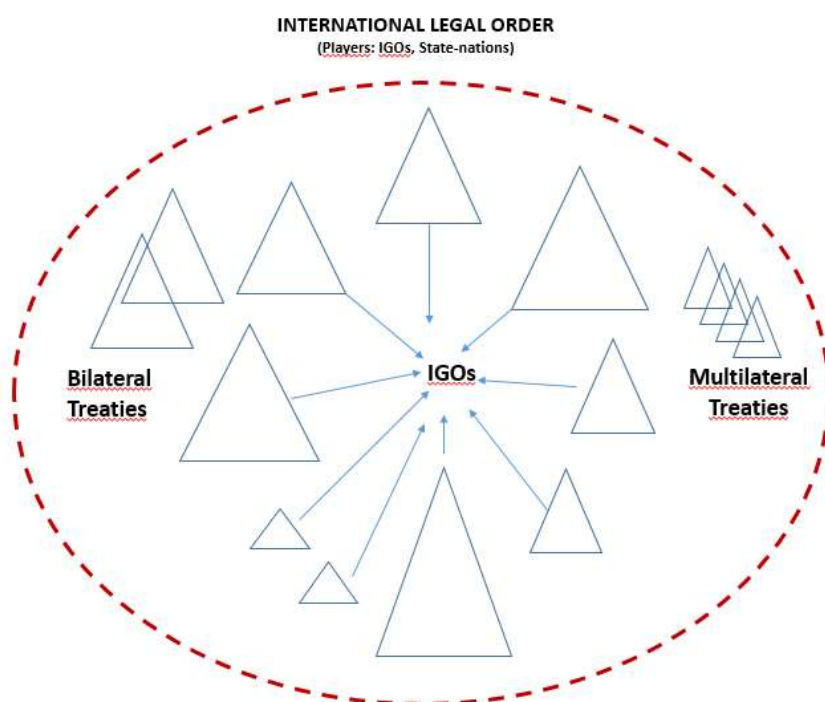 INTERNATIONAL LEGAL ORDER
(Players: IGOs, State-nations)
Bilateral
Treaties
IGOs
Multilateral
Treaties